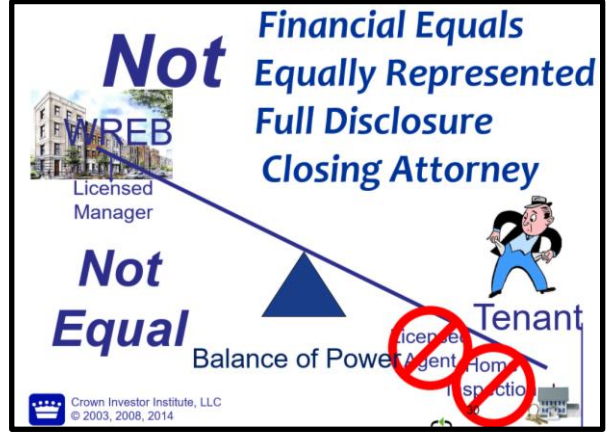 Not
Financial Equals
Equally Represented
Full Disclosure
Closing Attorney
WREB
Licensed
Manager
Not
Equal
Tenant
Licensed
Agent
Home
Inspection
Balance of Power
30
Crown Investor Institute, LLC
© 2003, 2008, 2014